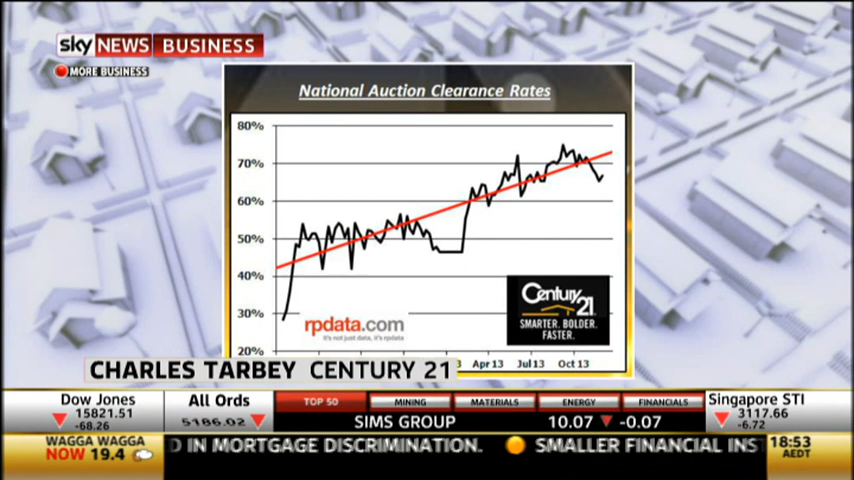 sky NEWS BUSINESS
MORE BUSINESS
National Auction Clearance Rates
80%
70%
60%
50%
40%
30%
20%
Apr 13 Jul 13 Oct 13
rpdata.com
it's not just data, it's rpdata
Century 21
SMARTER. BOLDER.
FASTER.
CHARLES TARBEY CENTURY 21
Dow Jones
15821.51
-68.26
All Ords
5186.02
TOP 50 MINING MATERIALS ENERGY FINANCIALS
SIMS GROUP 10.07 -0.07
Singapore STI
3117.66
-6.72
WAGGA WAGGA
NOW 19.4
D IN MORTGAGE DISCRIMINATION. SMALLER FINANCIAL INS
18:53
AEDT